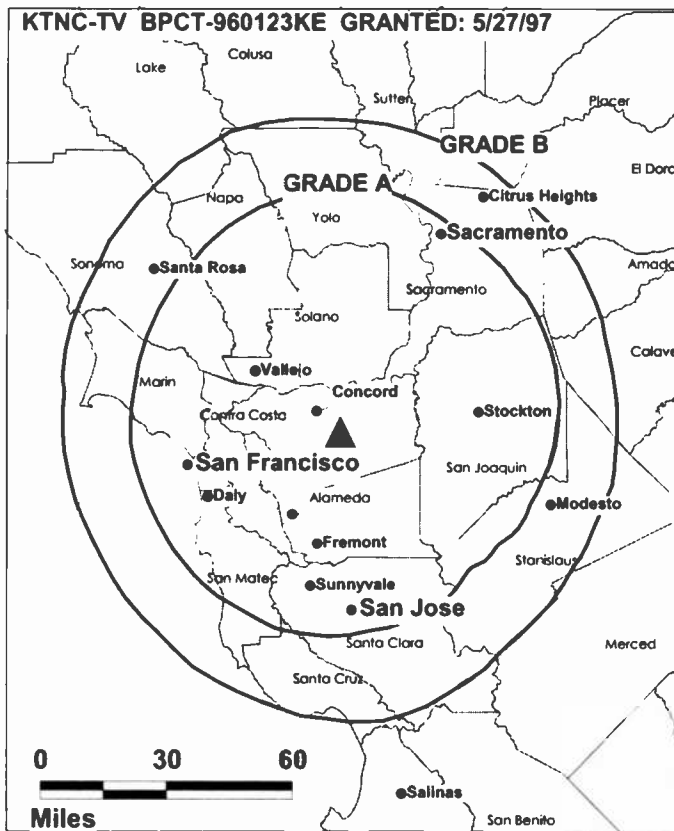 KTNC-TV BPCT-960123KE GRANTED: 5/27/97
Lake
Colusa
Sutter
Placer
GRADE B
El Dora
GRADE A
Citrus Heights
Napa
Yolo
Sacramento
Sonoma
Santa Rosa
Amado
Sacramento
Solano
Calave
Vallejo
Marin
Concord
Contra Costa
Stockton
San Francisco
San Joaquin
Daly
Alameda
Modesto
Fremont
Stanislaus
San Matec
Sunnyvale
San Jose
Santa Clara
Merced
Santa Cruz
0 30 60
Miles
Salinas
San Benito